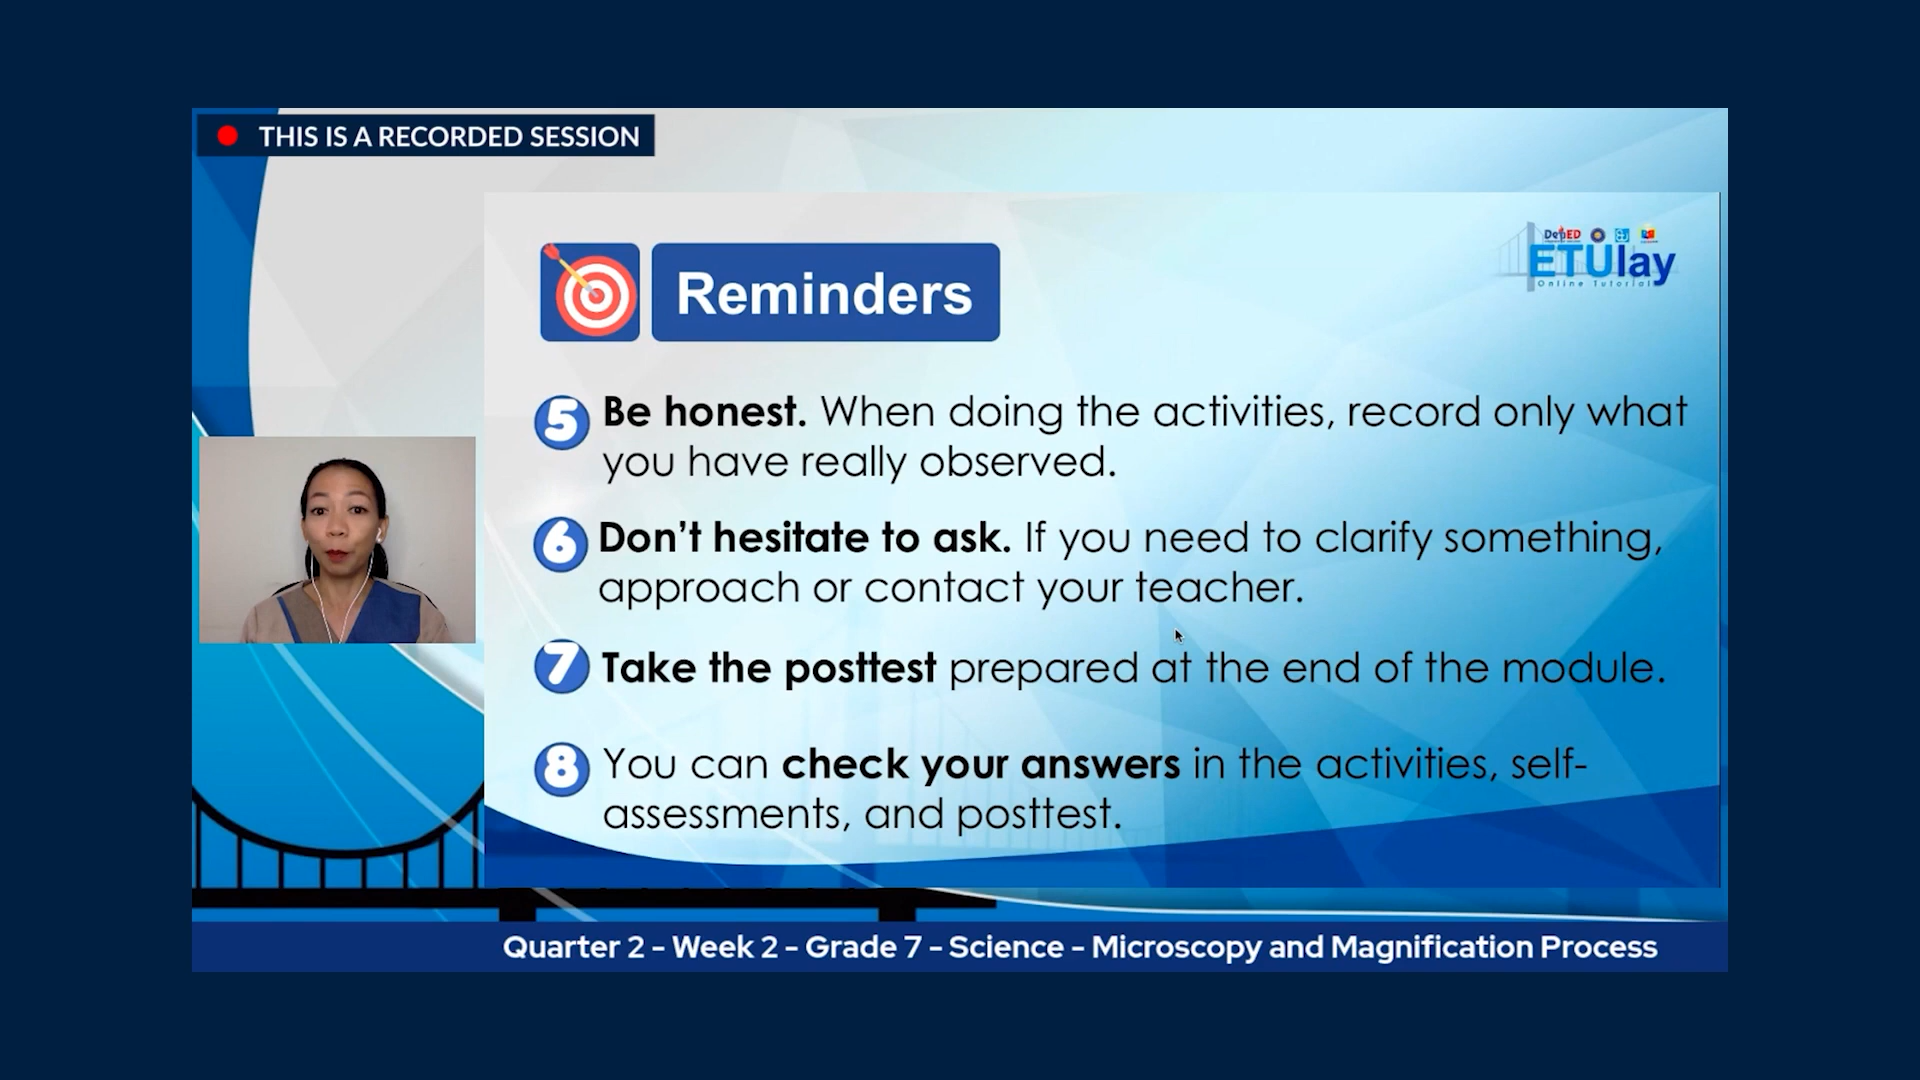 THIS IS A RECORDED SESSION
DepED
ETUlay
Online Tutorial
Reminders
5 Be honest. When doing the activities, record only what
you have really observed.
6 Don't hesitate to ask. If you need to clarify something,
approach or contact your teacher.
7 Take the posttest prepared at the end of the module.
8 You can check your answers in the activities, self-
assessments, and posttest.
Quarter 2 - Week 2 - Grade 7 - Science - Microscopy and Magnification Process